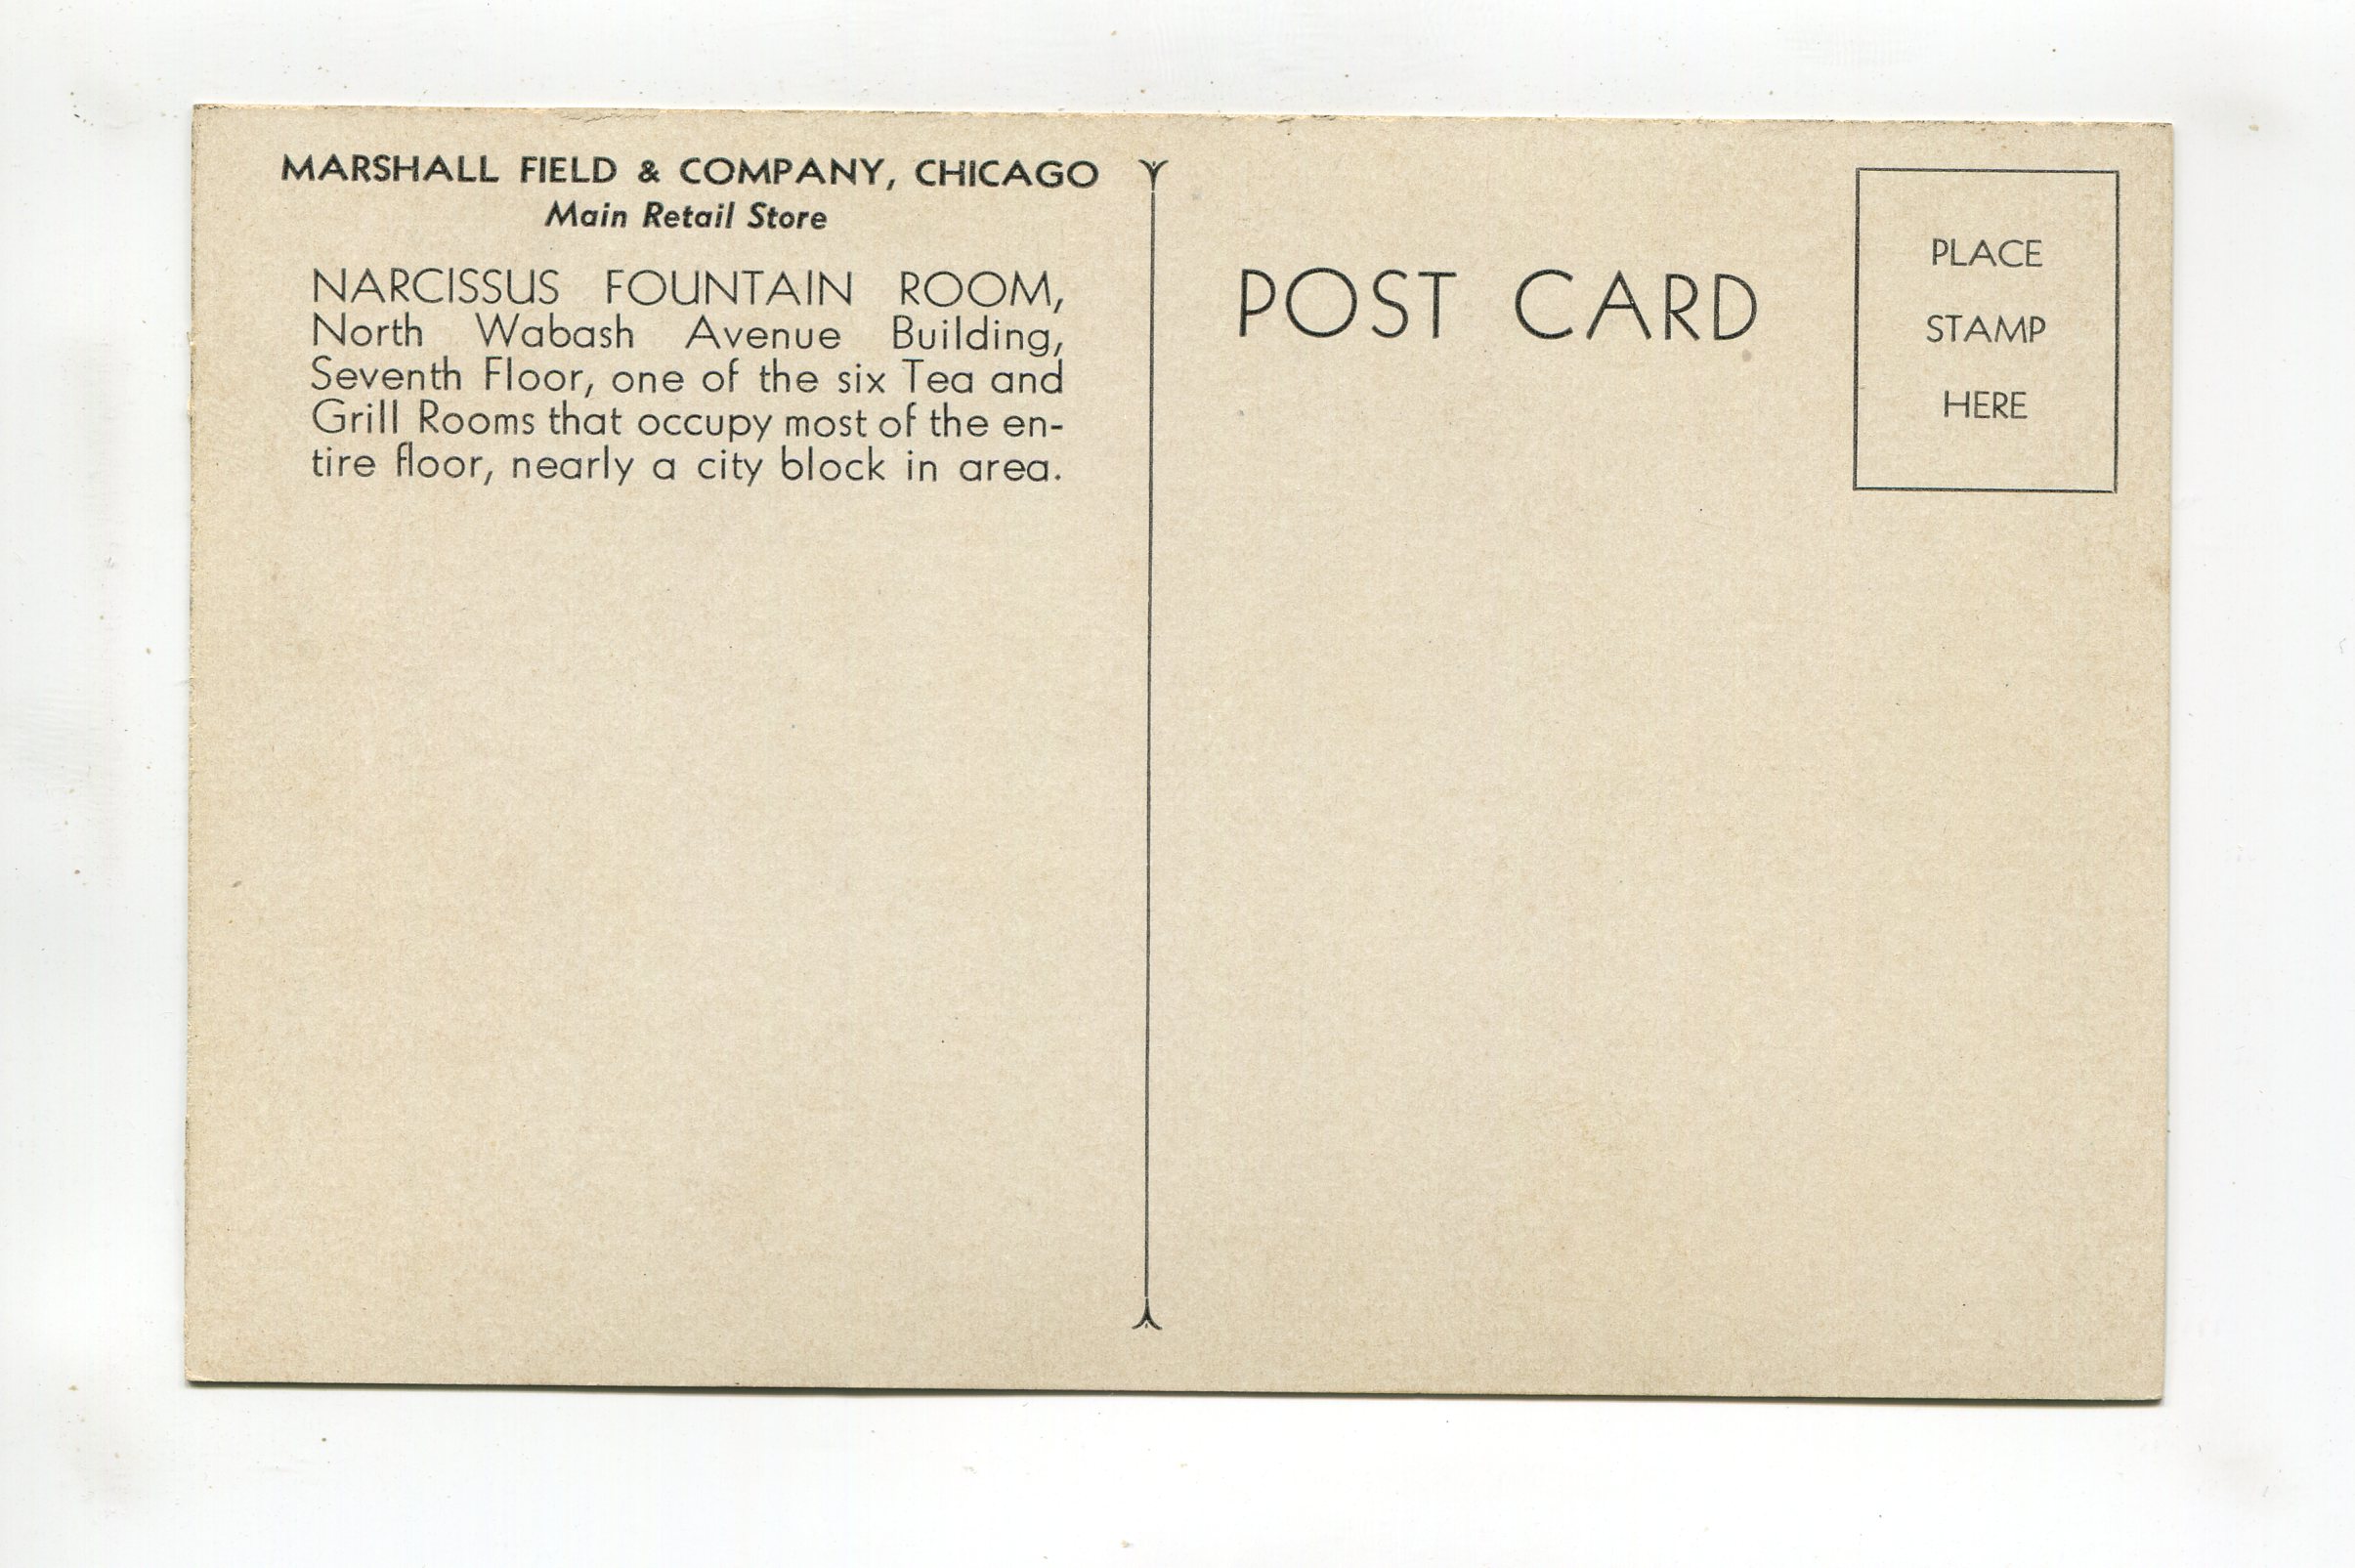 MARSHALL FIELD & COMPANY, CHICAGO
Main Retail Store
NARCISSUS FOUNTAIN ROOM,
North Wabash Avenue Building,
Seventh Floor, one of the six Tea and
Grill Rooms that occupy most of the en-
tire floor, nearly a city block in area.
POST CARD
PLACE
STAMP
HERE